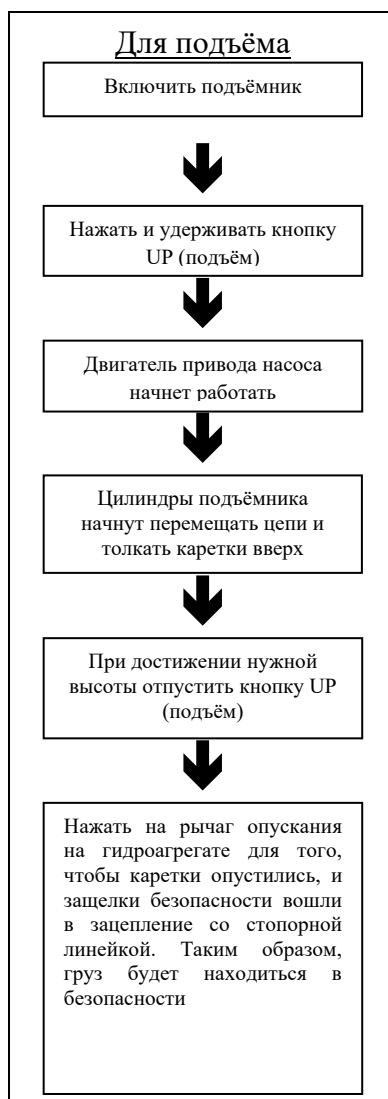 Для подъёма
Включить подъёмник
Нажать и удерживать кнопку
UP (подъём)
Двигатель привода насоса
начнет работать
Цилиндры подъёмника
начнут перемещать цепи и
толкать каретки вверх
При достижении нужной
высоты отпустить кнопку UP
(подъём)
Нажать на рычаг опускания
на гидроагрегате для того,
чтобы каретки опустились, и
защелки безопасности вошли
в зацепление со стопорной
линейкой. Таким образом,
груз будет находиться в
безопасности